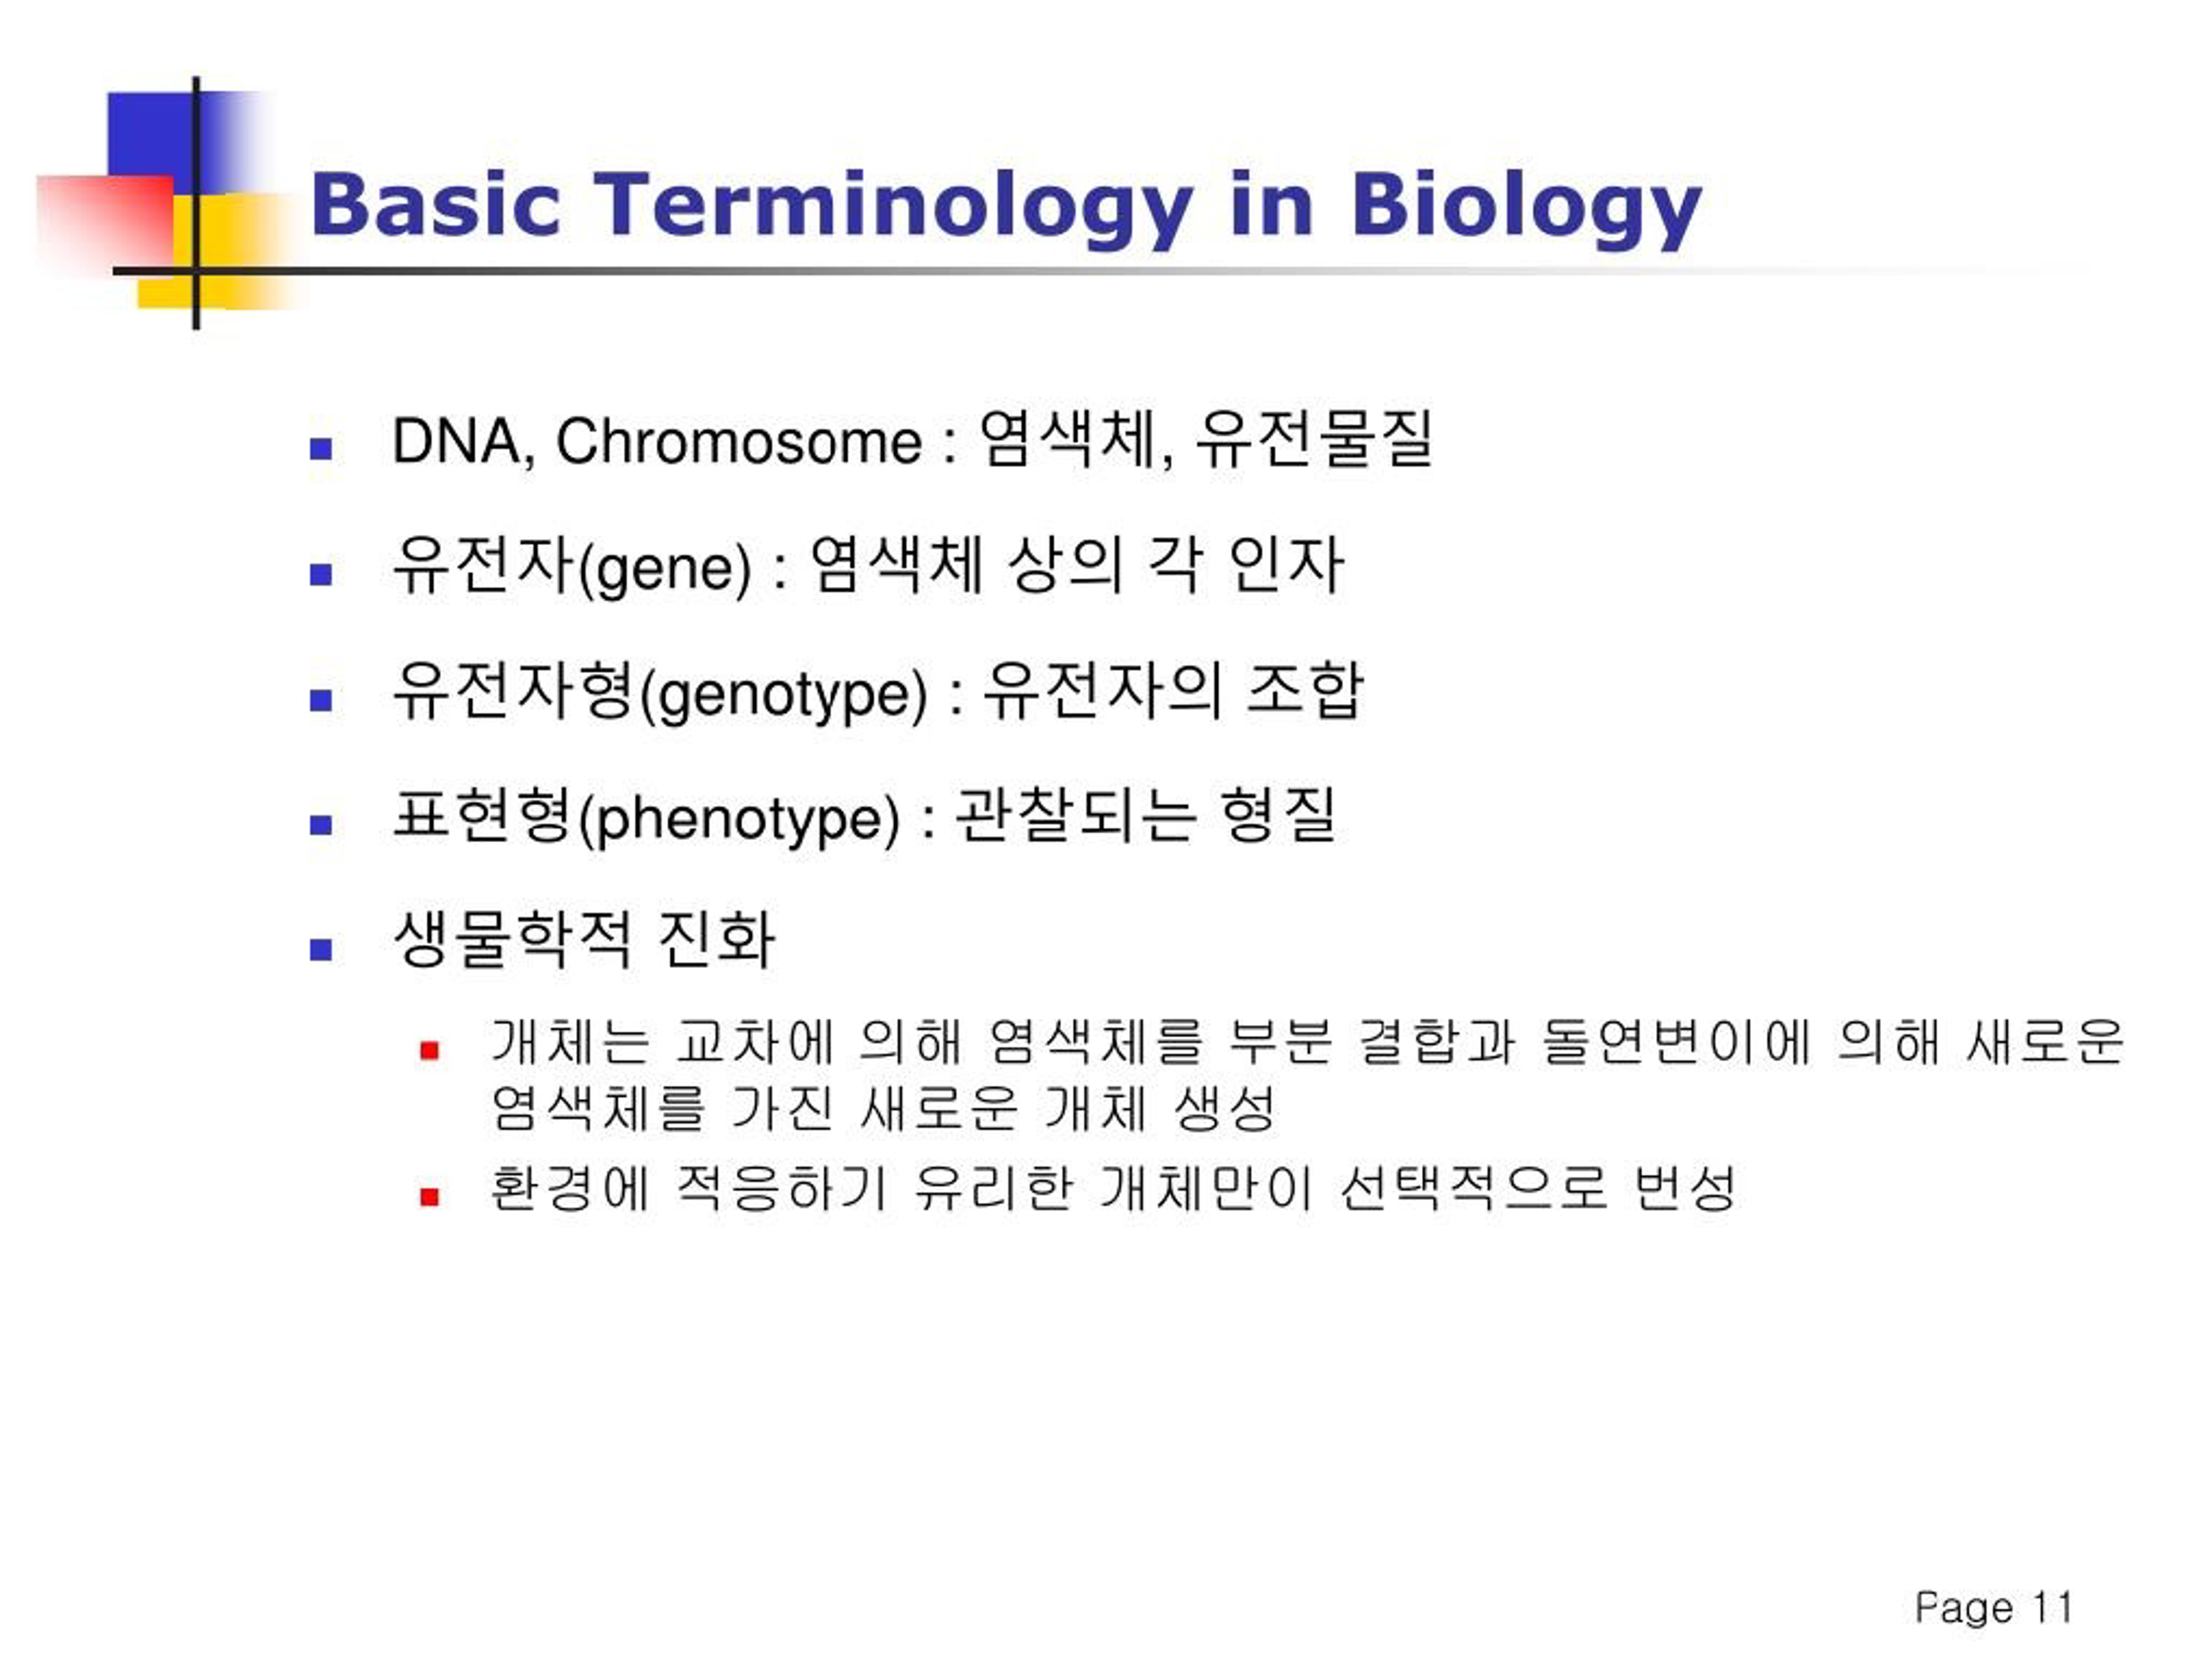 Basic Terminology in Biology
DNA, Chromosome : 염색체, 유전물질
유전자(gene) : 염색체 상의 각 인자
유전자형(genotype) : 유전자의 조합
표현형(phenotype) : 관찰되는 형질
생물학적 진화
개체는 교차에 의해 염색체를 부분 결합과 돌연변이에 의해 새로운
염색체를 가진 새로운 개체 생성
환경에 적응하기 유리한 개체만이 선택적으로 번성
Page 11